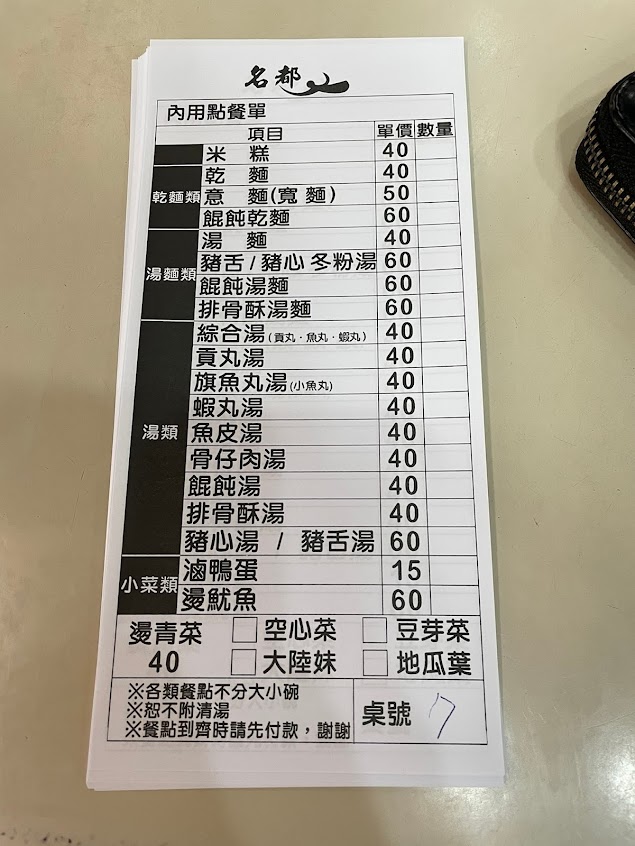 名都
內用點餐單
項目 單價 數量
米 糕 40
乾麵類
乾 麵 40
意 麵(寬 麵) 50
餛飩乾麵 60
湯麵類
湯 麵 40
豬舌/豬心 冬粉湯 60
餛飩湯麵 60
排骨酥湯麵 60
湯類
綜合湯(貢丸.魚丸.蝦丸) 40
貢丸湯 40
旗魚丸湯(小魚丸) 40
蝦丸湯 40
魚皮湯 40
骨仔肉湯 40
餛飩湯 40
排骨酥湯 40
豬心湯 / 豬舌湯 60
小菜類
滷鴨蛋 15
燙魷魚 60
燙青菜 40
空心菜 豆芽菜
大陸妹 地瓜葉
※各類餐點不分大小碗
※恕不附清湯
※餐點到齊時請先付款,謝謝
桌號 7